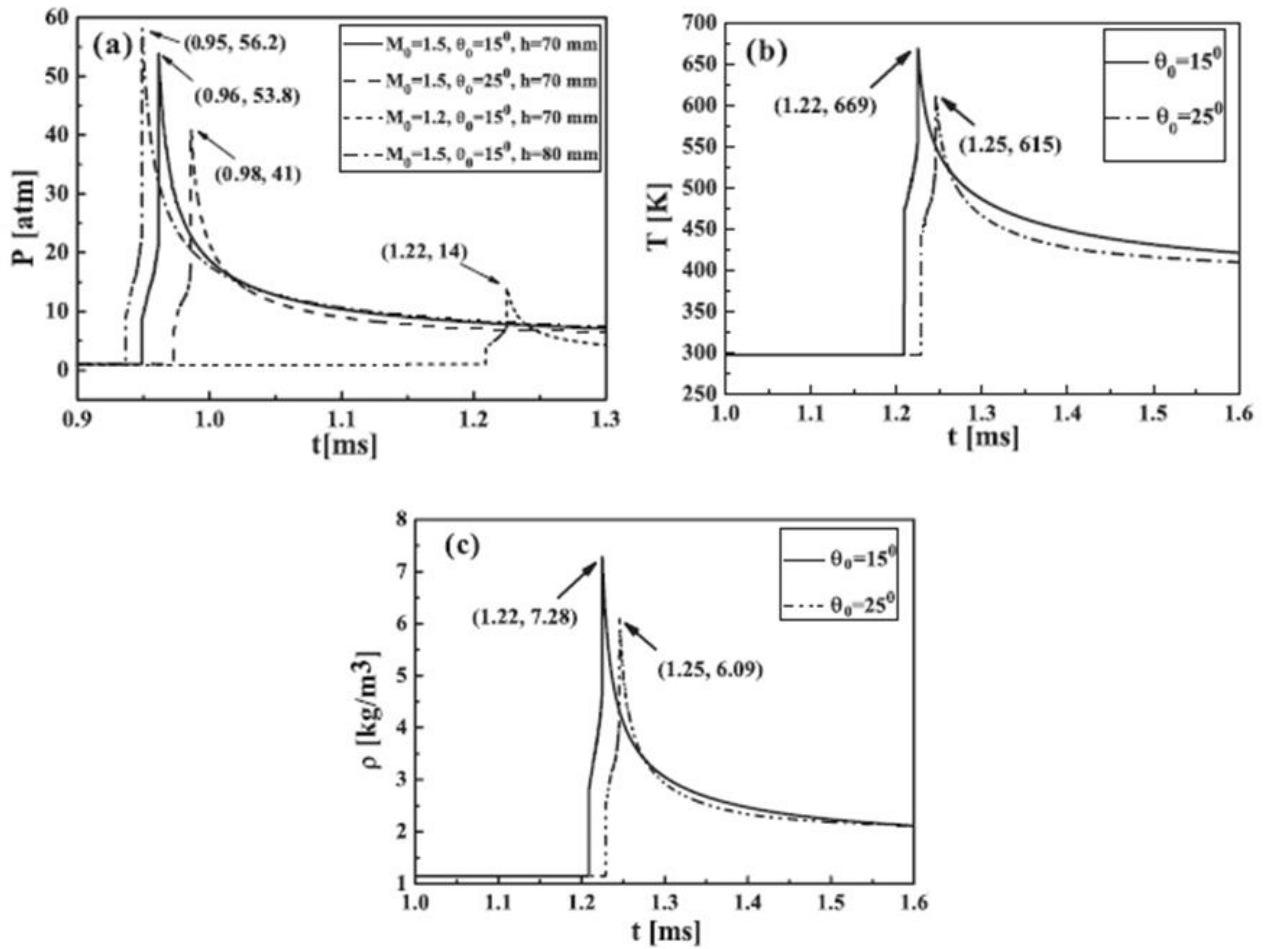 (a)
P [atm]
60
50
40
30
20
10
0
0.9 1.0 1.1 1.2 1.3
t[ms]
(0.95, 56.2)
(0.96, 53.8)
(0.98, 41)
(1.22, 14)
M₀=1.5, θ₀=15⁰, h=70 mm
M₀=1.5, θ₀=25⁰, h=70 mm
M₀=1.2, θ₀=15⁰, h=70 mm
M₀=1.5, θ₀=15⁰, h=80 mm
(b)
T [K]
700
650
600
550
500
450
400
350
300
250
1.0 1.1 1.2 1.3 1.4 1.5 1.6
t [ms]
(1.22, 669)
(1.25, 615)
θ₀=15⁰
θ₀=25⁰
(c)
ρ [kg/m³]
8
7
6
5
4
3
2
1
1.0 1.1 1.2 1.3 1.4 1.5 1.6
t [ms]
(1.22, 7.28)
(1.25, 6.09)
θ₀=15⁰
θ₀=25⁰